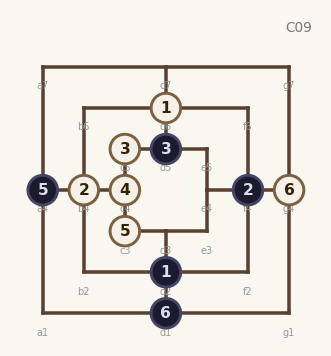 C09
a7 d7 g7
1
b6 d6 f6
3 3
c5 d5 e5
5 2 4 2 6
a4 b4 c4 e4 f4 g4
5
c3 d3 e3
1
b2 d2 f2
6
a1 d1 g1